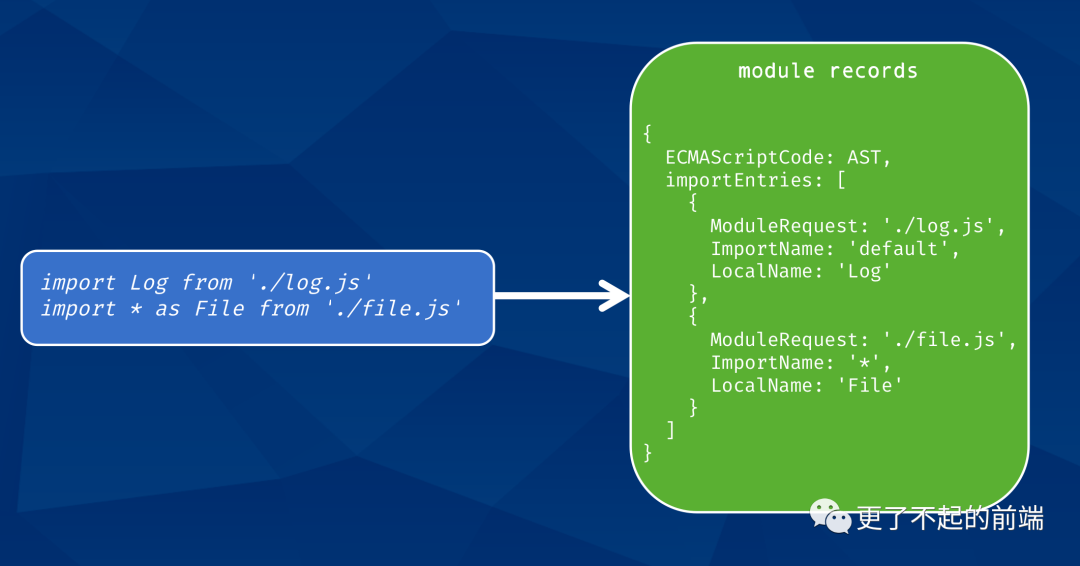 import Log from './log.js'
import * as File from './file.js'
module records
{
  ECMAScriptCode: AST,
  importEntries: [
    {
      ModuleRequest: './log.js',
      ImportName: 'default',
      LocalName: 'Log'
    },
    {
      ModuleRequest: './file.js',
      ImportName: '*',
      LocalName: 'File'
    }
  ]
}
更了不起的前端